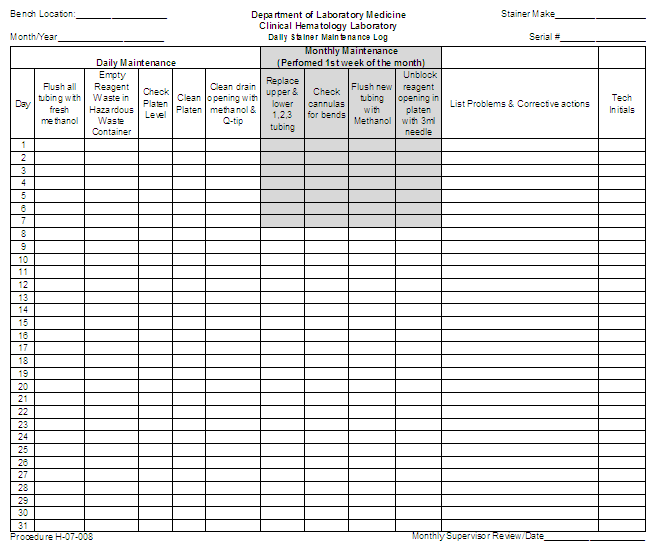 Bench Location:____________________ Department of Laboratory Medicine Stainer Make____________________
Clinical Hematology Laboratory
Month/Year____________________ Daily Stainer Maintenance Log Serial #____________________
Daily Maintenance
Monthly Maintenance
(Perfomed 1st week of the month)
Day
Flush all
tubing with
fresh
methanol
Empty
Reagent
Waste in
Hazardous
Waste
Container
Check
Platen
Level
Clean
Platen
Clean drain
opening with
methanol &
Q-tip
Replace
upper &
lower
1,2,3
tubing
Check
cannulas
for bends
Flush new
tubing
with
Methanol
Unblock
reagent
opening in
platen
with 3ml
needle
List Problems & Corrective actions
Tech
Initials
1
2
3
4
5
6
7
8
9
10
11
12
13
14
15
16
17
18
19
20
21
22
23
24
25
26
27
28
29
30
31
Procedure H-07-008 Monthly Supervisor Review/Date____________________